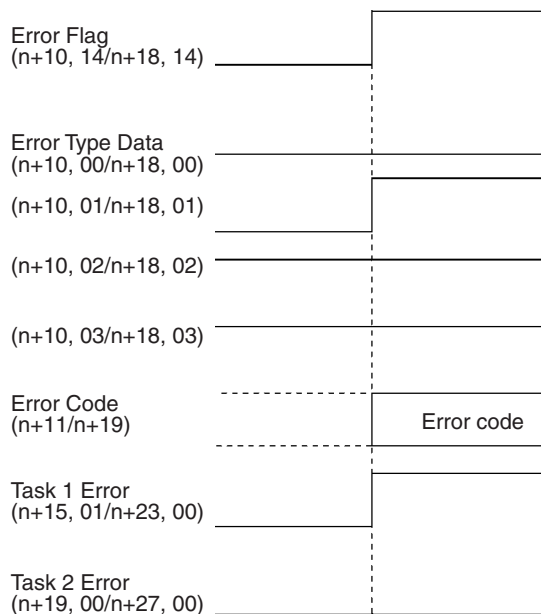 Error Flag
(n+10, 14/n+18, 14)
Error Type Data
(n+10, 00/n+18, 00)
(n+10, 01/n+18, 01)
(n+10, 02/n+18, 02)
(n+10, 03/n+18, 03)
Error Code
(n+11/n+19)
Error code
Task 1 Error
(n+15, 01/n+23, 00)
Task 2 Error
(n+19, 00/n+27, 00)